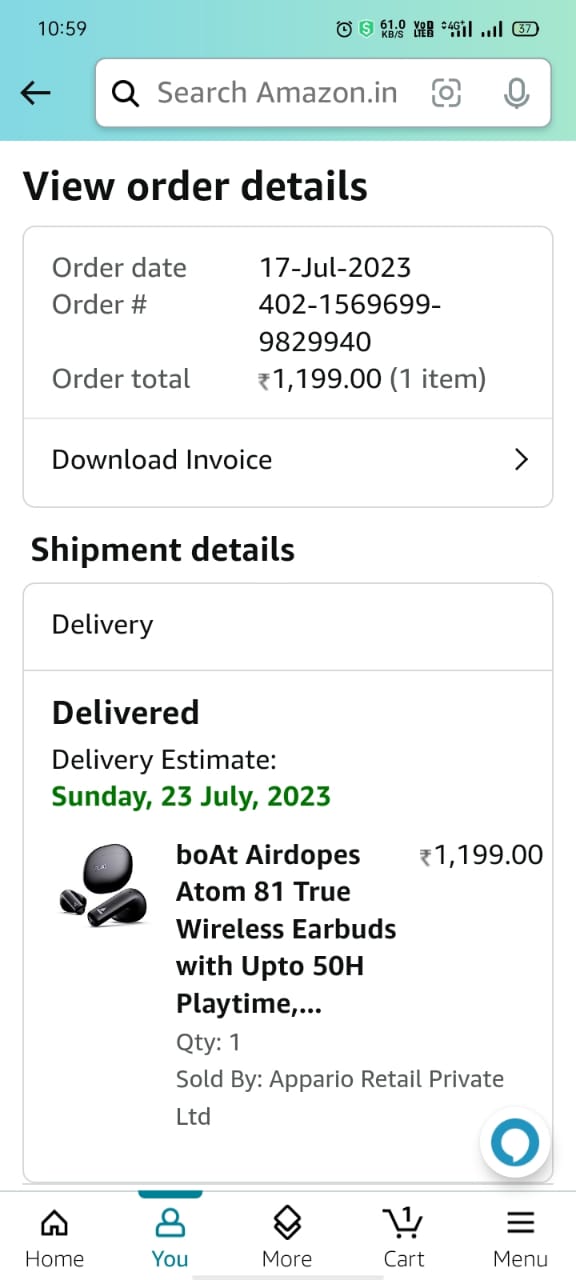 10:59
61.0 KB/S VoD LTEB 4G 37
Search Amazon.in
View order details
Order date 17-Jul-2023
Order # 402-1569699-
9829940
Order total ₹1,199.00 (1 item)
Download Invoice
Shipment details
Delivery
Delivered
Delivery Estimate:
Sunday, 23 July, 2023
boAt Airdopes ₹1,199.00
Atom 81 True
Wireless Earbuds
with Upto 50H
Playtime,...
Qty: 1
Sold By: Appario Retail Private
Ltd
1
Home You More Cart Menu